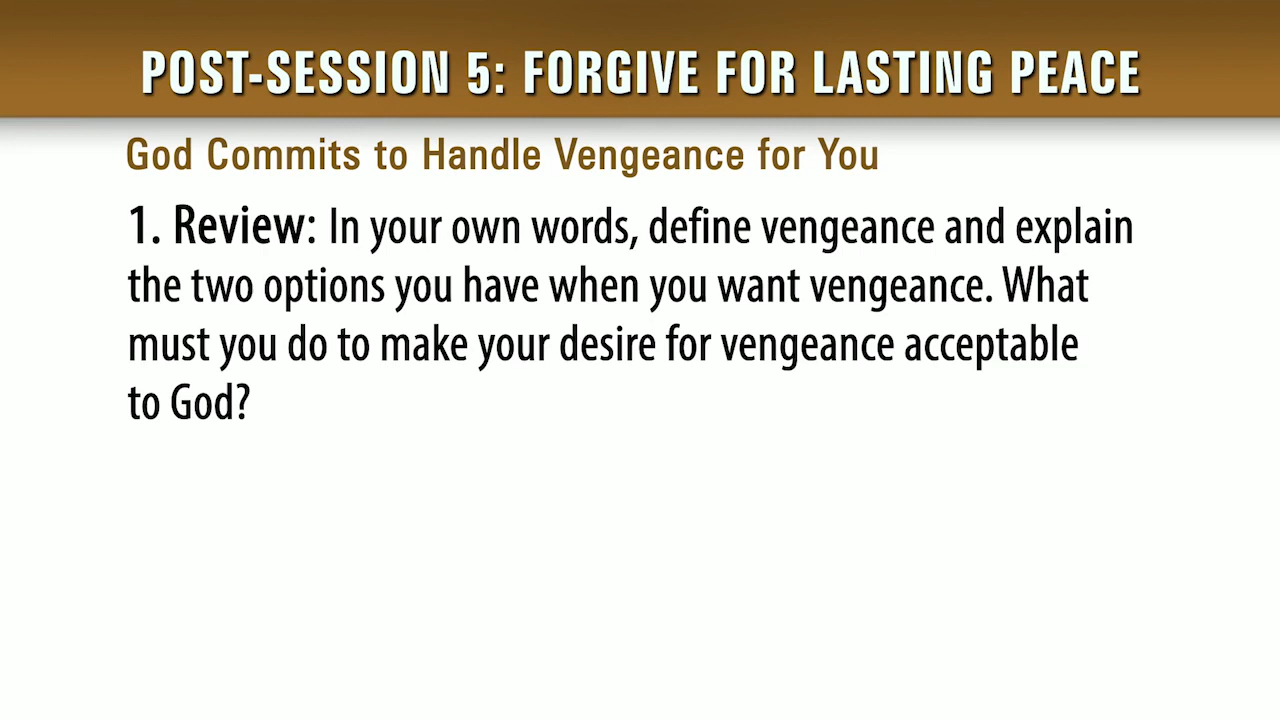 POST-SESSION 5: FORGIVE FOR LASTING PEACE
God Commits to Handle Vengeance for You
1. Review: In your own words, define vengeance and explain
the two options you have when you want vengeance. What
must you do to make your desire for vengeance acceptable
to God?